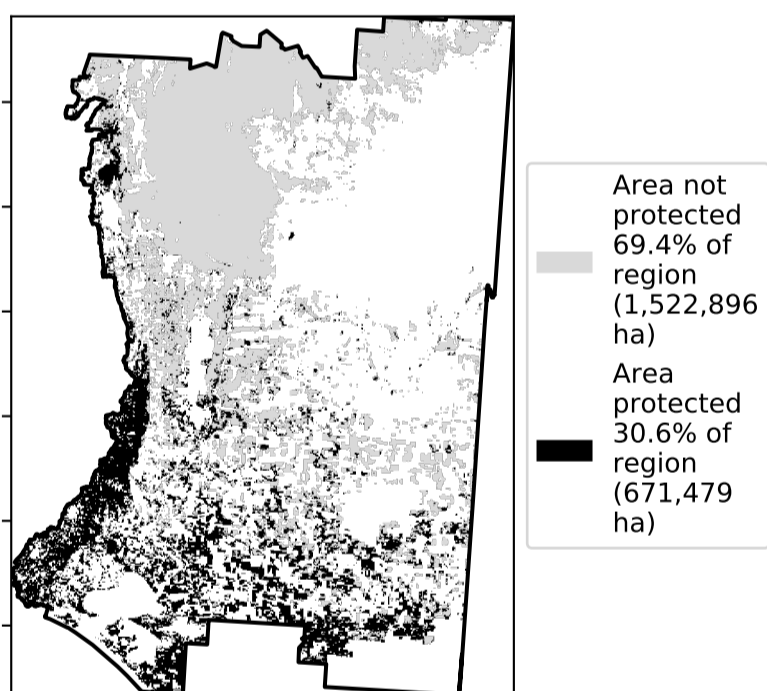 Area not
protected
69.4% of
region
(1,522,896
ha)
Area
protected
30.6% of
region
(671,479
ha)